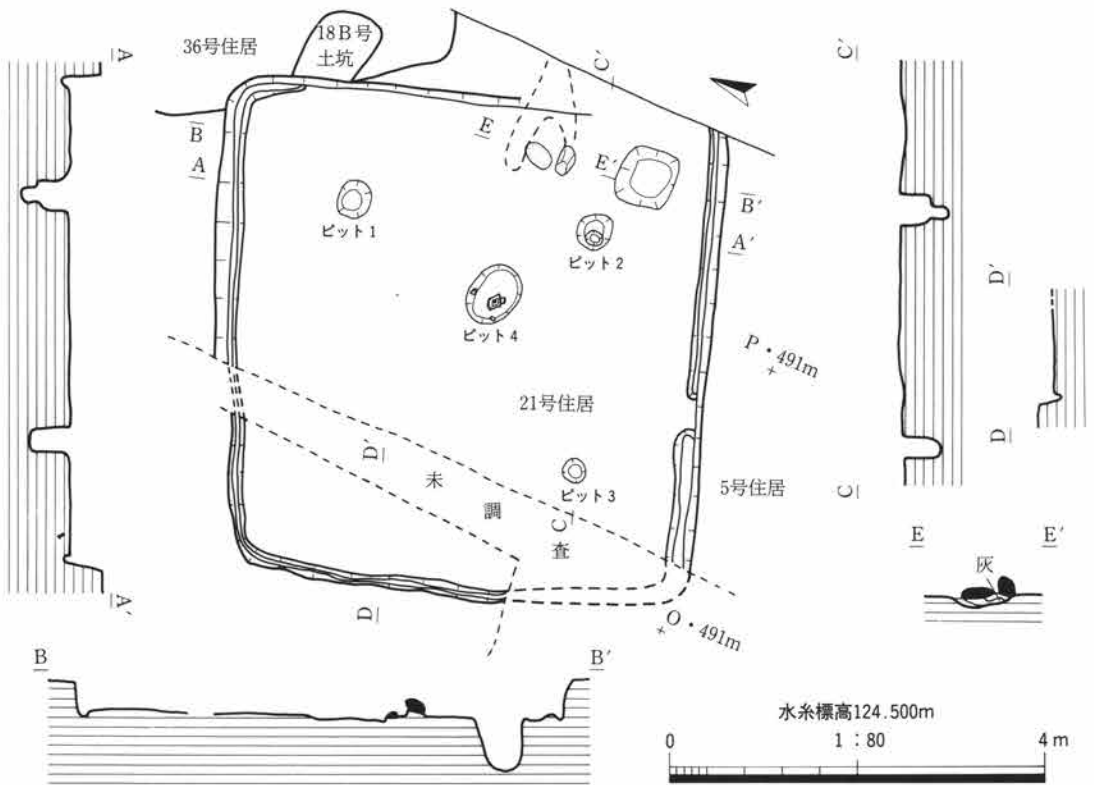 36号住居
18B号
土坑
A
C'
C'
B
A
E
E'
B'
A'
ピット1
ピット2
ピット4
D'
P・491m
21号住居
D'
未
調
査
ピット3
C
5号住居
C
D
E
E'
灰
A'
D
O・491m
B
B'
水糸標高124.500m
0
1:80
4m